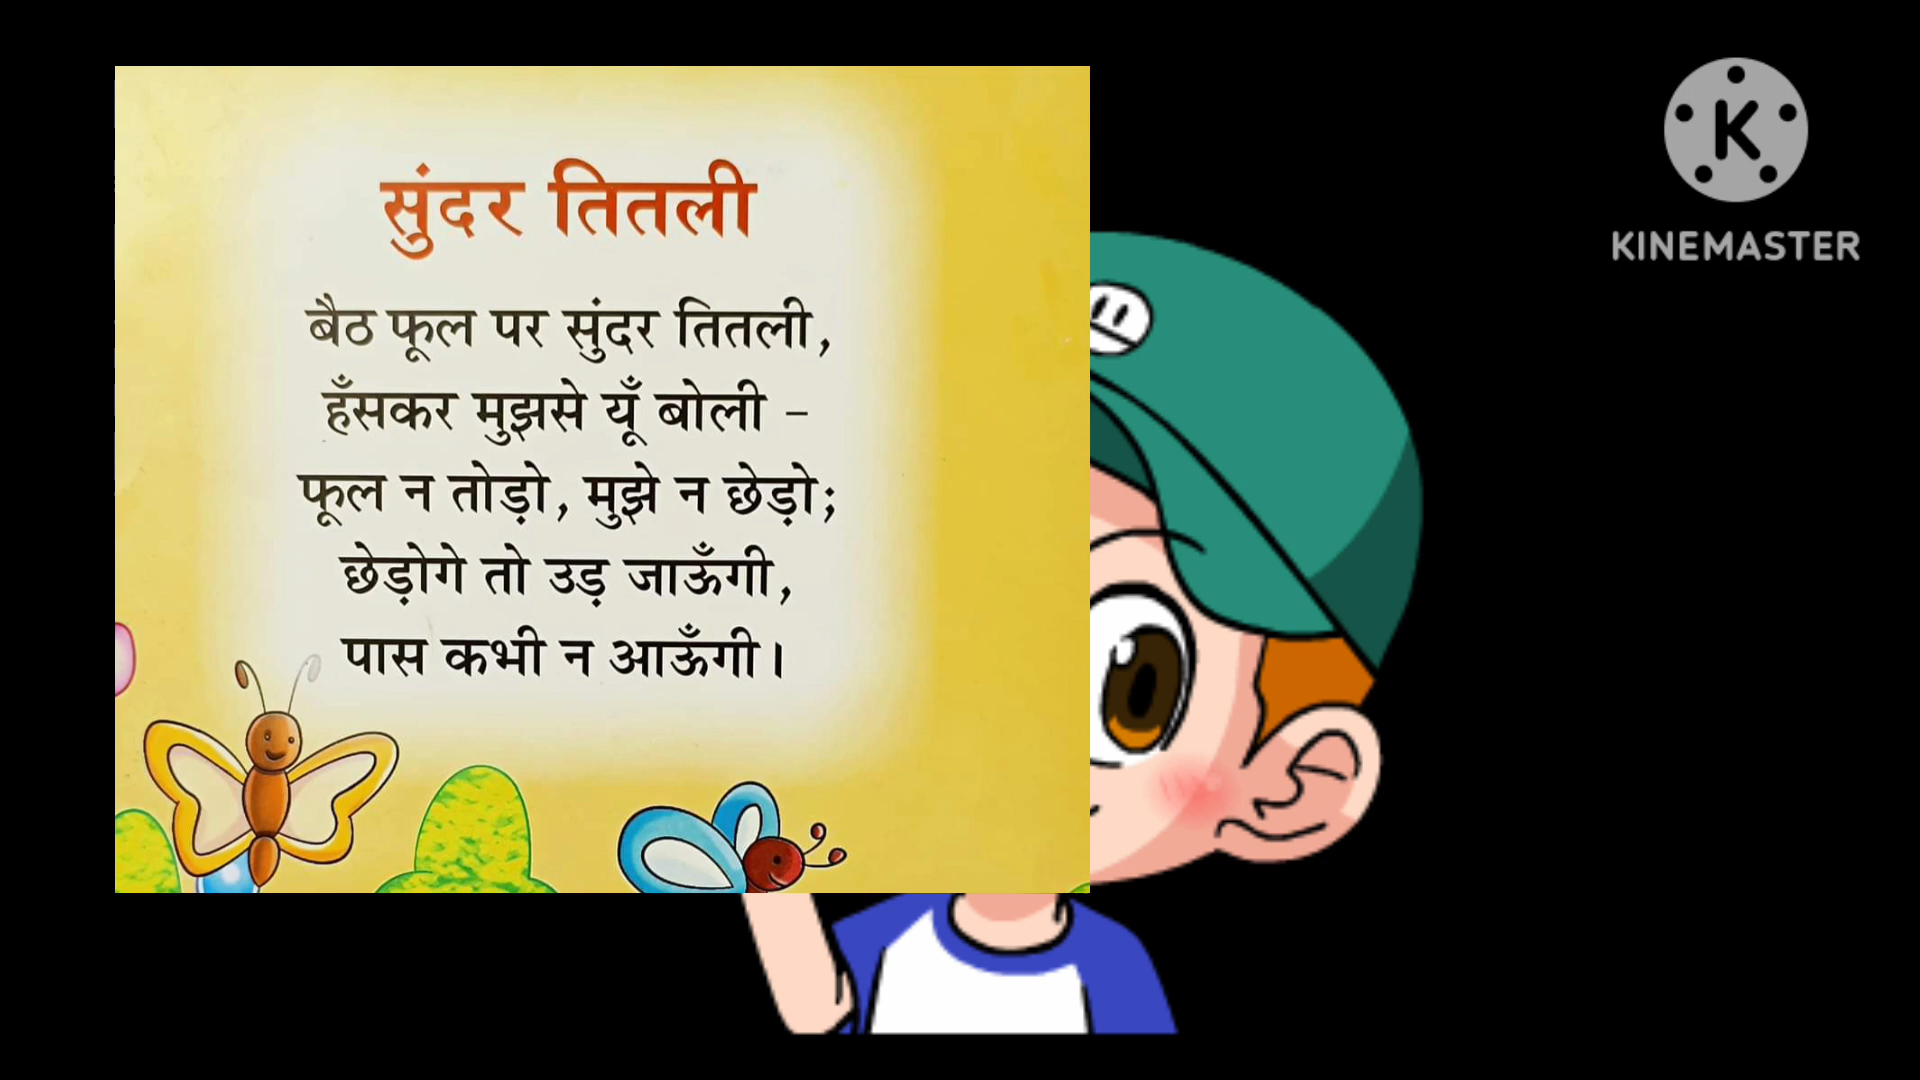 सुंदर तितली
बैठ फूल पर सुंदर तितली,
हँसकर मुझसे यूँ बोली -
फूल न तोड़ो, मुझे न छेड़ो;
छेड़ोगे तो उड़ जाऊँगी,
पास कभी न आऊँगी।
K
KINEMASTER